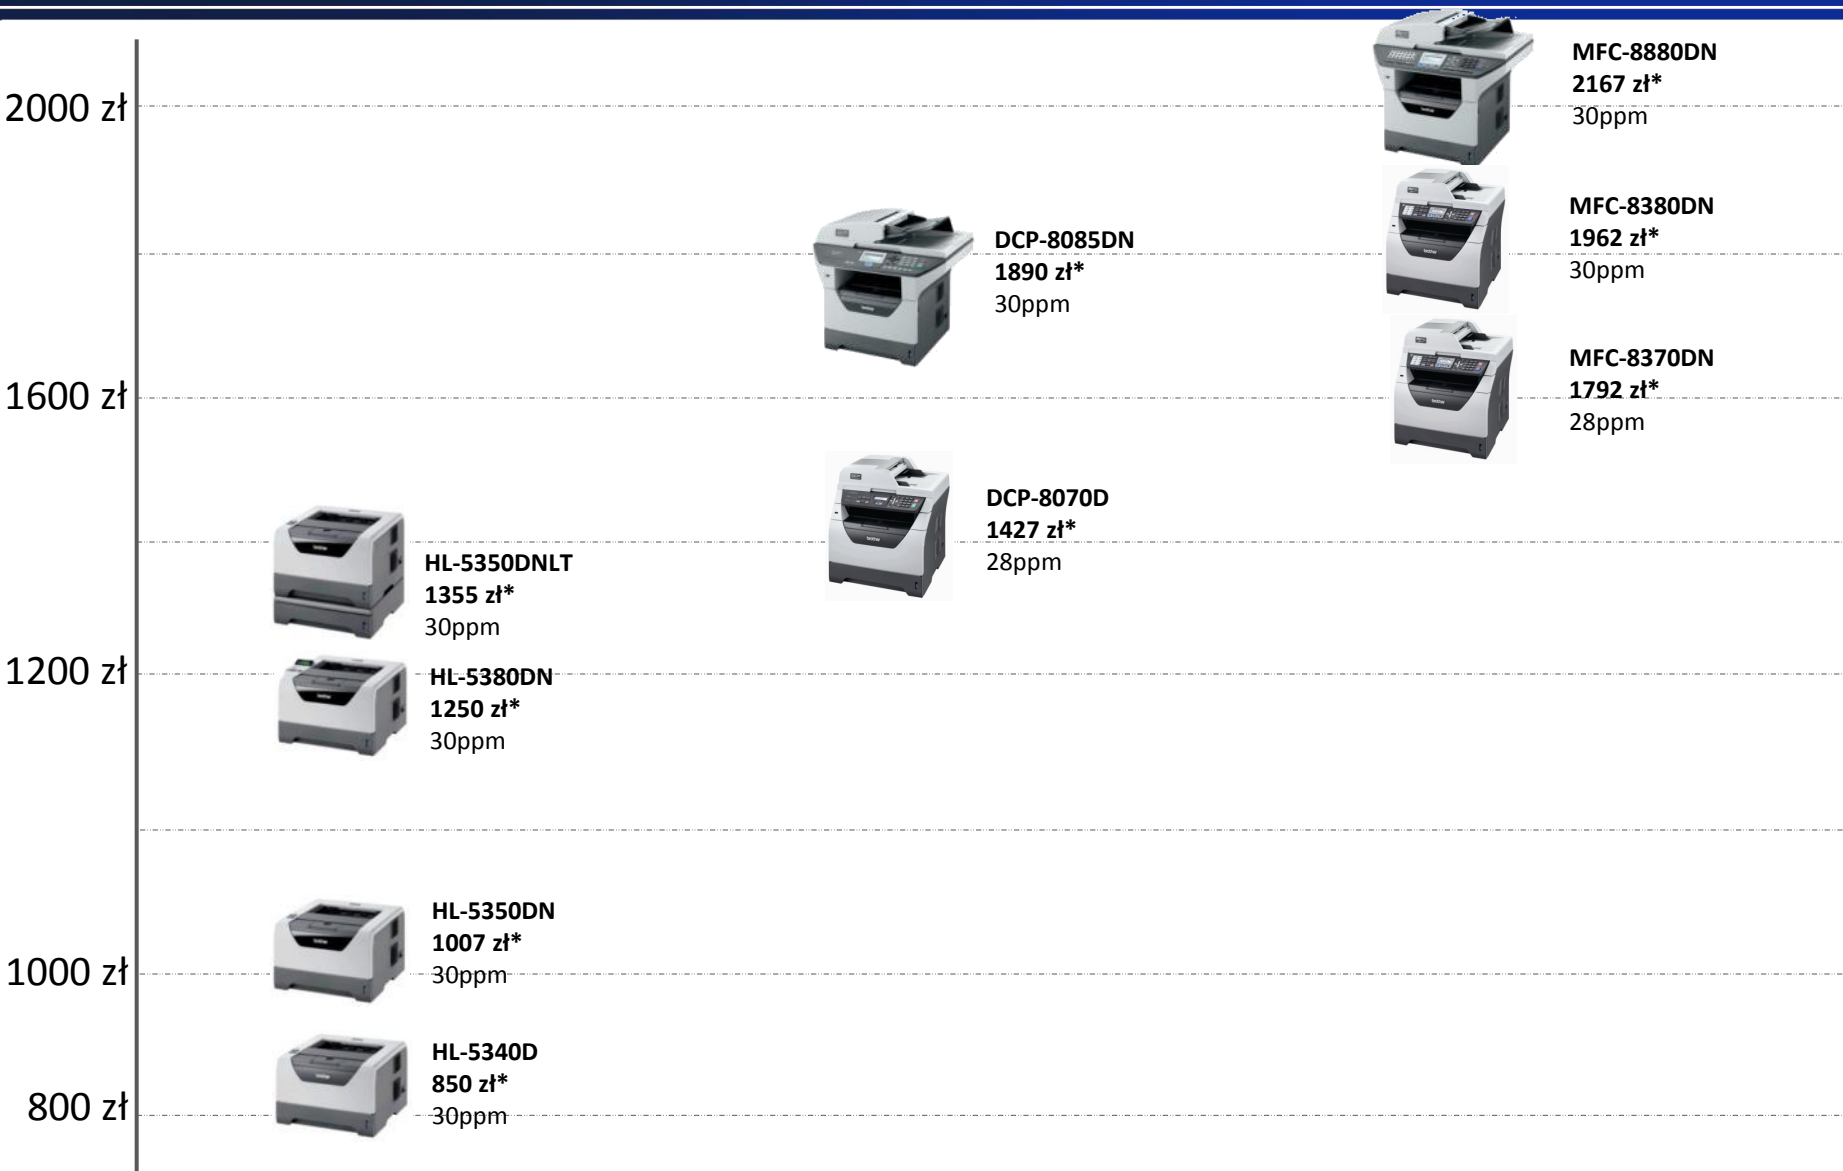 MFC-8880DN
2167 zł*
30ppm
2000 zł
MFC-8380DN
1962 zł*
30ppm
DCP-8085DN
1890 zł*
30ppm
MFC-8370DN
1792 zł*
28ppm
1600 zł
DCP-8070D
1427 zł*
28ppm
HL-5350DNLT
1355 zł*
30ppm
1200 zł
HL-5380DN
1250 zł*
30ppm
HL-5350DN
1007 zł*
30ppm
1000 zł
HL-5340D
850 zł*
30ppm
800 zł